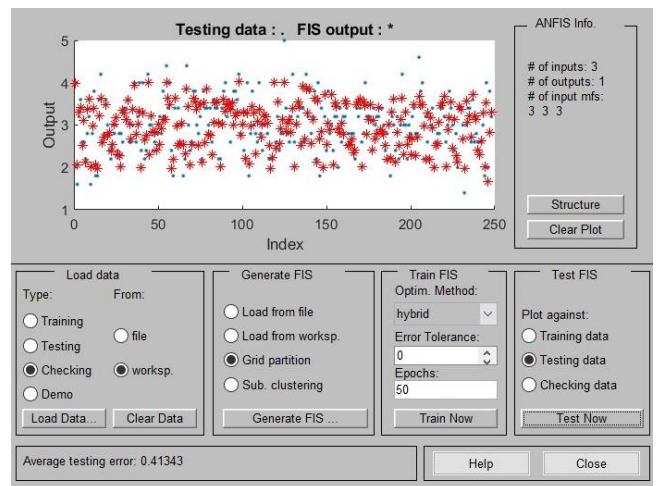 Testing data : .   FIS output : *
5
4
3
2
1
Output
0
50
100
150
200
250
Index
ANFIS Info.
# of inputs: 3
# of outputs: 1
# of input mfs:
3 3 3
Structure
Clear Plot
Load data
Type:
From:
Training
Testing
Checking
Demo
file
worksp.
Load Data...
Clear Data
Generate FIS
Load from file
Load from worksp.
Grid partition
Sub. clustering
Generate FIS ...
Train FIS
Optim. Method:
hybrid
Error Tolerance:
0
Epochs:
50
Train Now
Test FIS
Plot against:
Training data
Testing data
Checking data
Test Now
Average testing error: 0.41343
Help
Close